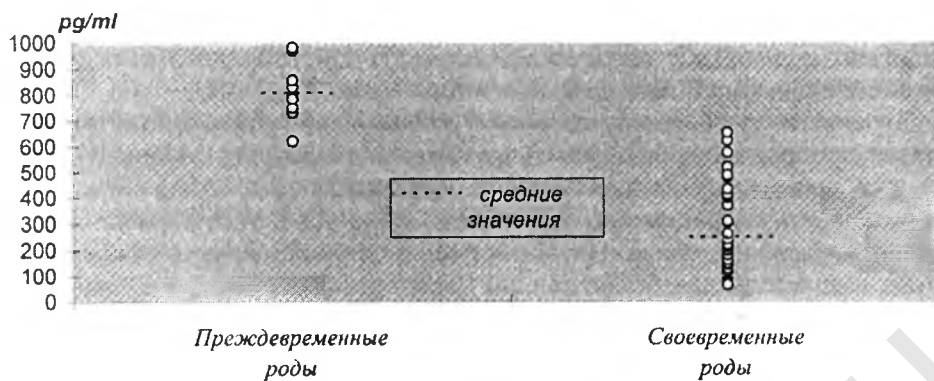 pg/ml
1000
900
800
700
600
500
400
300
200
100
0
средние
значения
Преждевременные
роды
Своевременные
роды